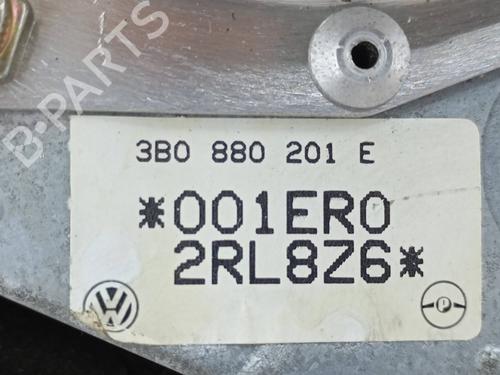 B-PARTS
3B0 880 201 E
*001ER0
2RL8Z6*
VW
P